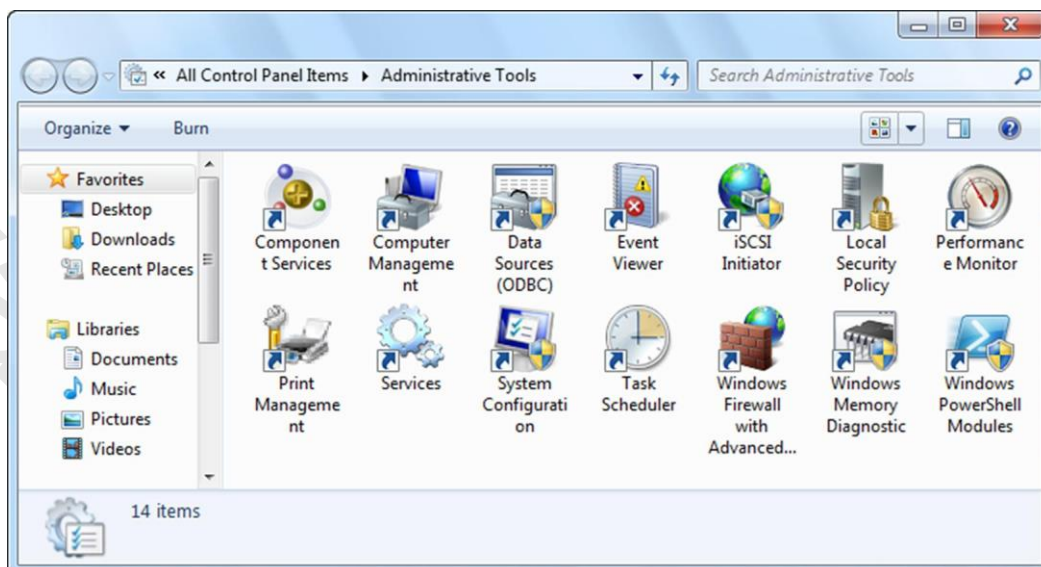 « All Control Panel Items ▸ Administrative Tools
Search Administrative Tools
Organize
Burn
Favorites
Desktop
Downloads
Recent Places
Libraries
Documents
Music
Pictures
Videos
Componen
t Services
Computer
Manageme
nt
Data
Sources
(ODBC)
Event
Viewer
iSCSI
Initiator
Local
Security
Policy
Performanc
e Monitor
Print
Manageme
nt
Services
System
Configurati
on
Task
Scheduler
Windows
Firewall
with
Advanced...
Windows
Memory
Diagnostic
Windows
PowerShell
Modules
14 items